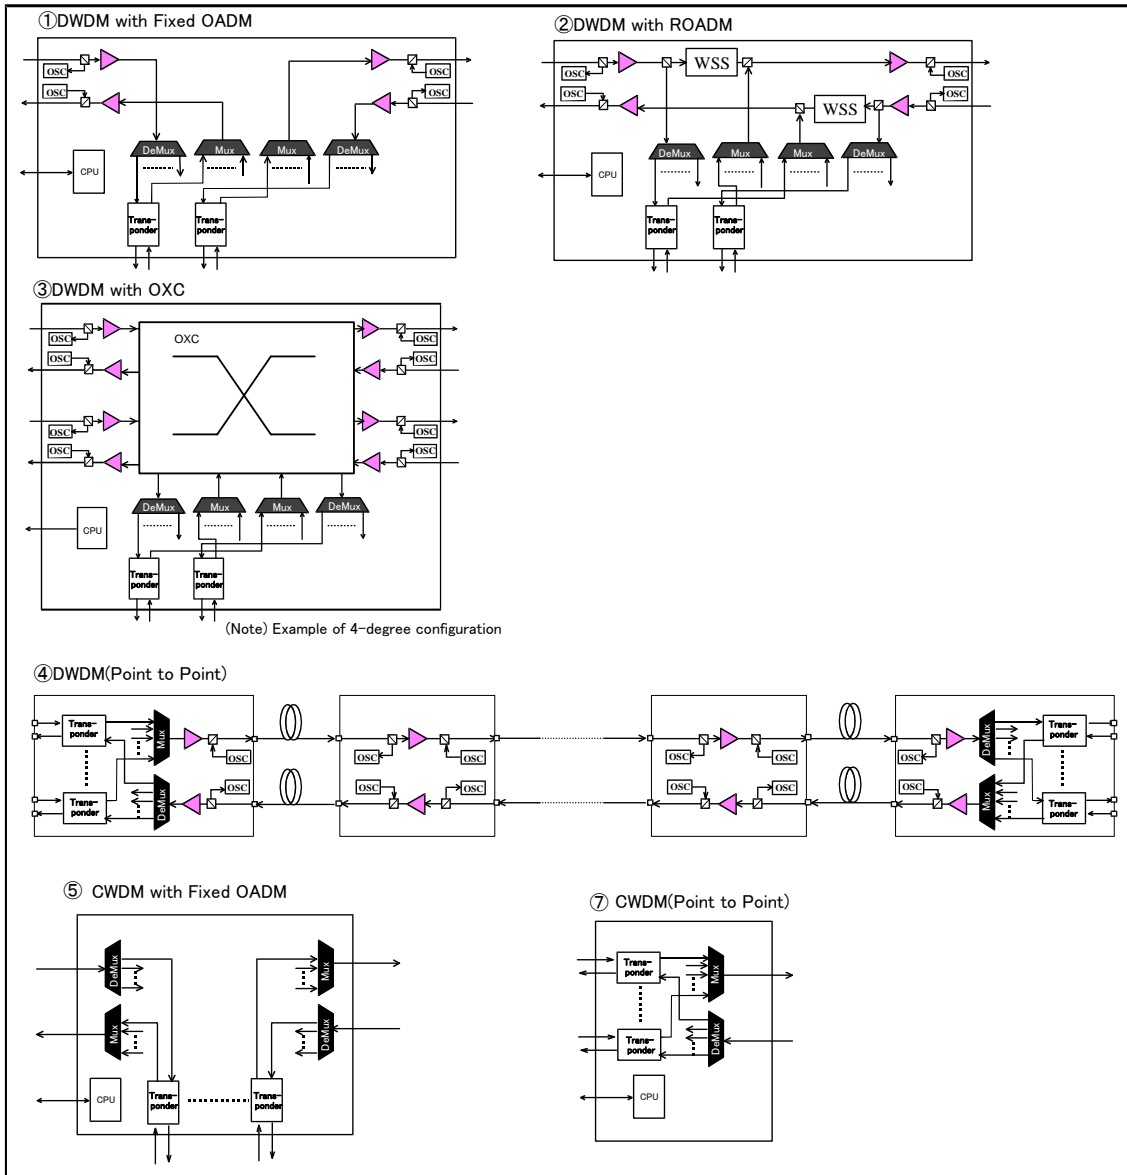 ①DWDM with Fixed OADM
OSC
OSC
OSC
OSC
DeMux
Mux
Mux
DeMux
CPU
Trans-
ponder
Trans-
ponder
②DWDM with ROADM
OSC
OSC
WSS
WSS
OSC
OSC
DeMux
Mux
Mux
DeMux
CPU
Trans-
ponder
Trans-
ponder
③DWDM with OXC
OXC
OSC
OSC
OSC
OSC
OSC
OSC
OSC
OSC
DeMux
Mux
Mux
DeMux
CPU
Trans-
ponder
Trans-
ponder
(Note) Example of 4-degree configuration
④DWDM(Point to Point)
Trans-
ponder
Trans-
ponder
Mux
DeMux
OSC
OSC
OSC
OSC
OSC
OSC
OSC
OSC
OSC
OSC
OSC
OSC
DeMux
Mux
Trans-
ponder
Trans-
ponder
⑤ CWDM with Fixed OADM
DeMux
Mux
Mux
DeMux
CPU
Trans-
ponder
Trans-
ponder
⑦ CWDM(Point to Point)
Trans-
ponder
Trans-
ponder
Mux
DeMux
CPU